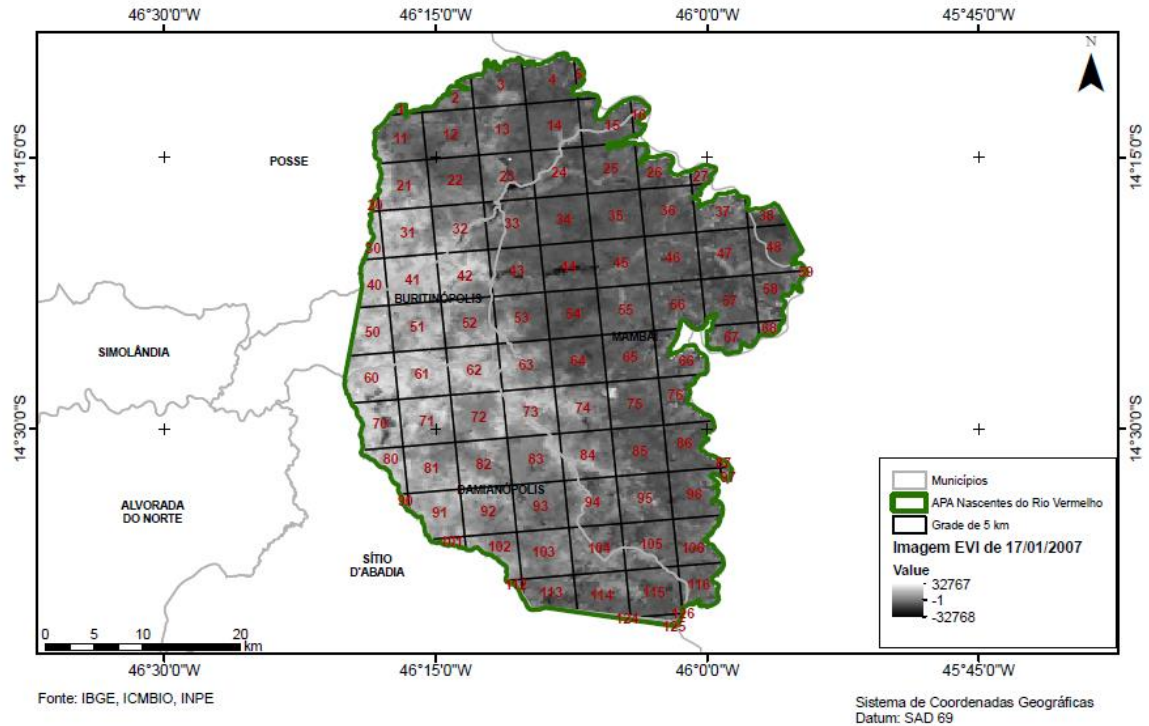 46°30'0"W 46°15'0"W 46°0'0"W 45°45'0"W
N
5
3 4
1 2
16
11 12 13 14 15
14°15'0"S 14°15'0"S
POSSE
21 22 23 24 25 26 27
20
31 32 33 34 35 36 37 38
30
40 41 42 43 44 45 46 47 48
59
BURITINÓPOLIS
50 51 52 53 54 55 56 57 58
MAMBAÍ
SIMOLÂNDIA
60 61 62 63 64 65 66 67 68
70 71 72 73 74 75 76
14°30'0"S 14°30'0"S
80 81 82 83 84 85 86 87
97
DAMIANÓPOLIS
90 91 92 93 94 95 96
ALVORADA
DO NORTE
101 102 103 104 105 106
SÍTIO
D'ABADIA
112 113 114 115 116
124 125 126
Municípios
APA Nascentes do Rio Vermelho
Grade de 5 km
Imagem EVI de 17/01/2007
Value
32767
-1
-32768
0 5 10 20
km
46°30'0"W 46°15'0"W 46°0'0"W 45°45'0"W
Fonte: IBGE, ICMBIO, INPE
Sistema de Coordenadas Geográficas
Datum: SAD 69